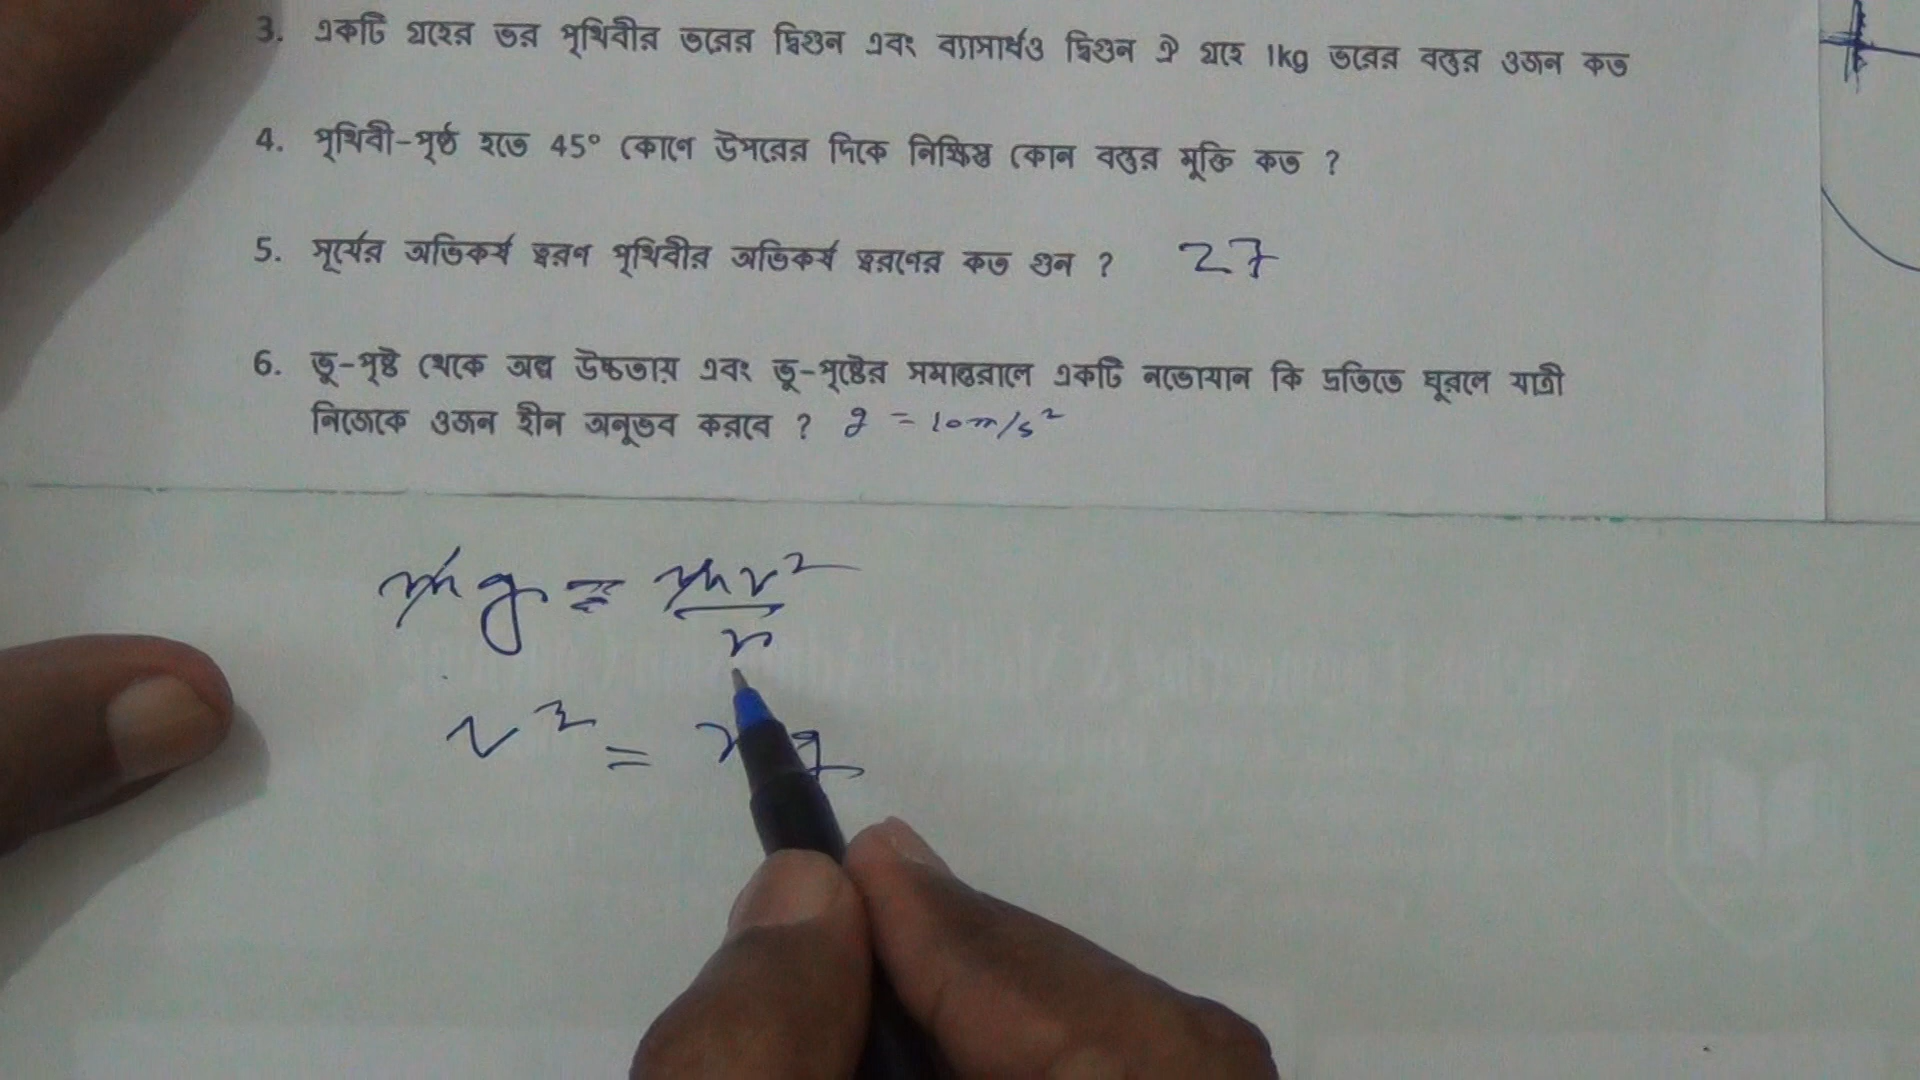 3. একটি গ্রহের ভর পৃথিবীর ভরের দ্বিগুন এবং ব্যাসার্ধও দ্বিগুন ঐ গ্রহে 1kg ভরের বস্তুর ওজন কত
4. পৃথিবী-পৃষ্ঠ হতে 45° কোণে উপরের দিকে নিক্ষিপ্ত কোন বস্তুর মুক্তি কত ?
5. সূর্যের অভিকর্ষ ত্বরণ পৃথিবীর অভিকর্ষ ত্বরণের কত গুন ? 27
6. ভূ-পৃষ্ঠে থেকে অল্প উচ্চতায় এবং ভূ-পৃষ্ঠের সমান্তরালে একটি নভোযান কি দ্রতিতে ঘূরলে যাত্রী
নিজেকে ওজন হীন অনুভব করবে ? g = 10m/s²
mg = mv²/r
v² = rg